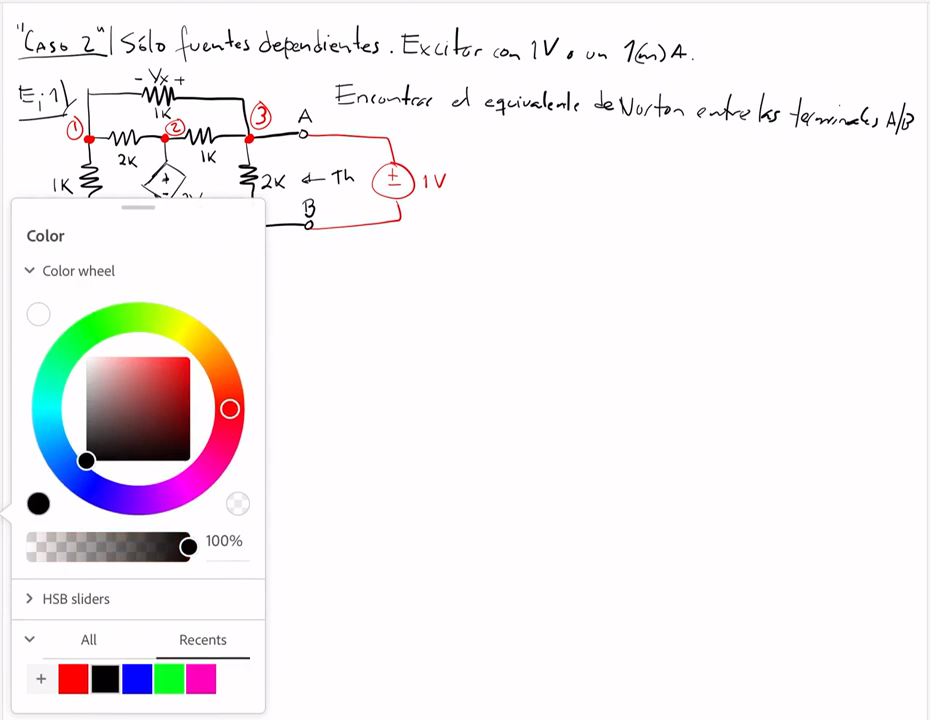 "Caso 2" | Sólo fuentes dependientes. Excitar con 1V o un 1(m)A.
Ej 1)
- Vx +
1K
Encontrar el equivalente de Norton entre las terminales A/B
1
2
3
A
2K
1K
1K
+
-
2K ← Th
+
-
1V
B
Color
Color wheel
100%
HSB sliders
All
Recents
+